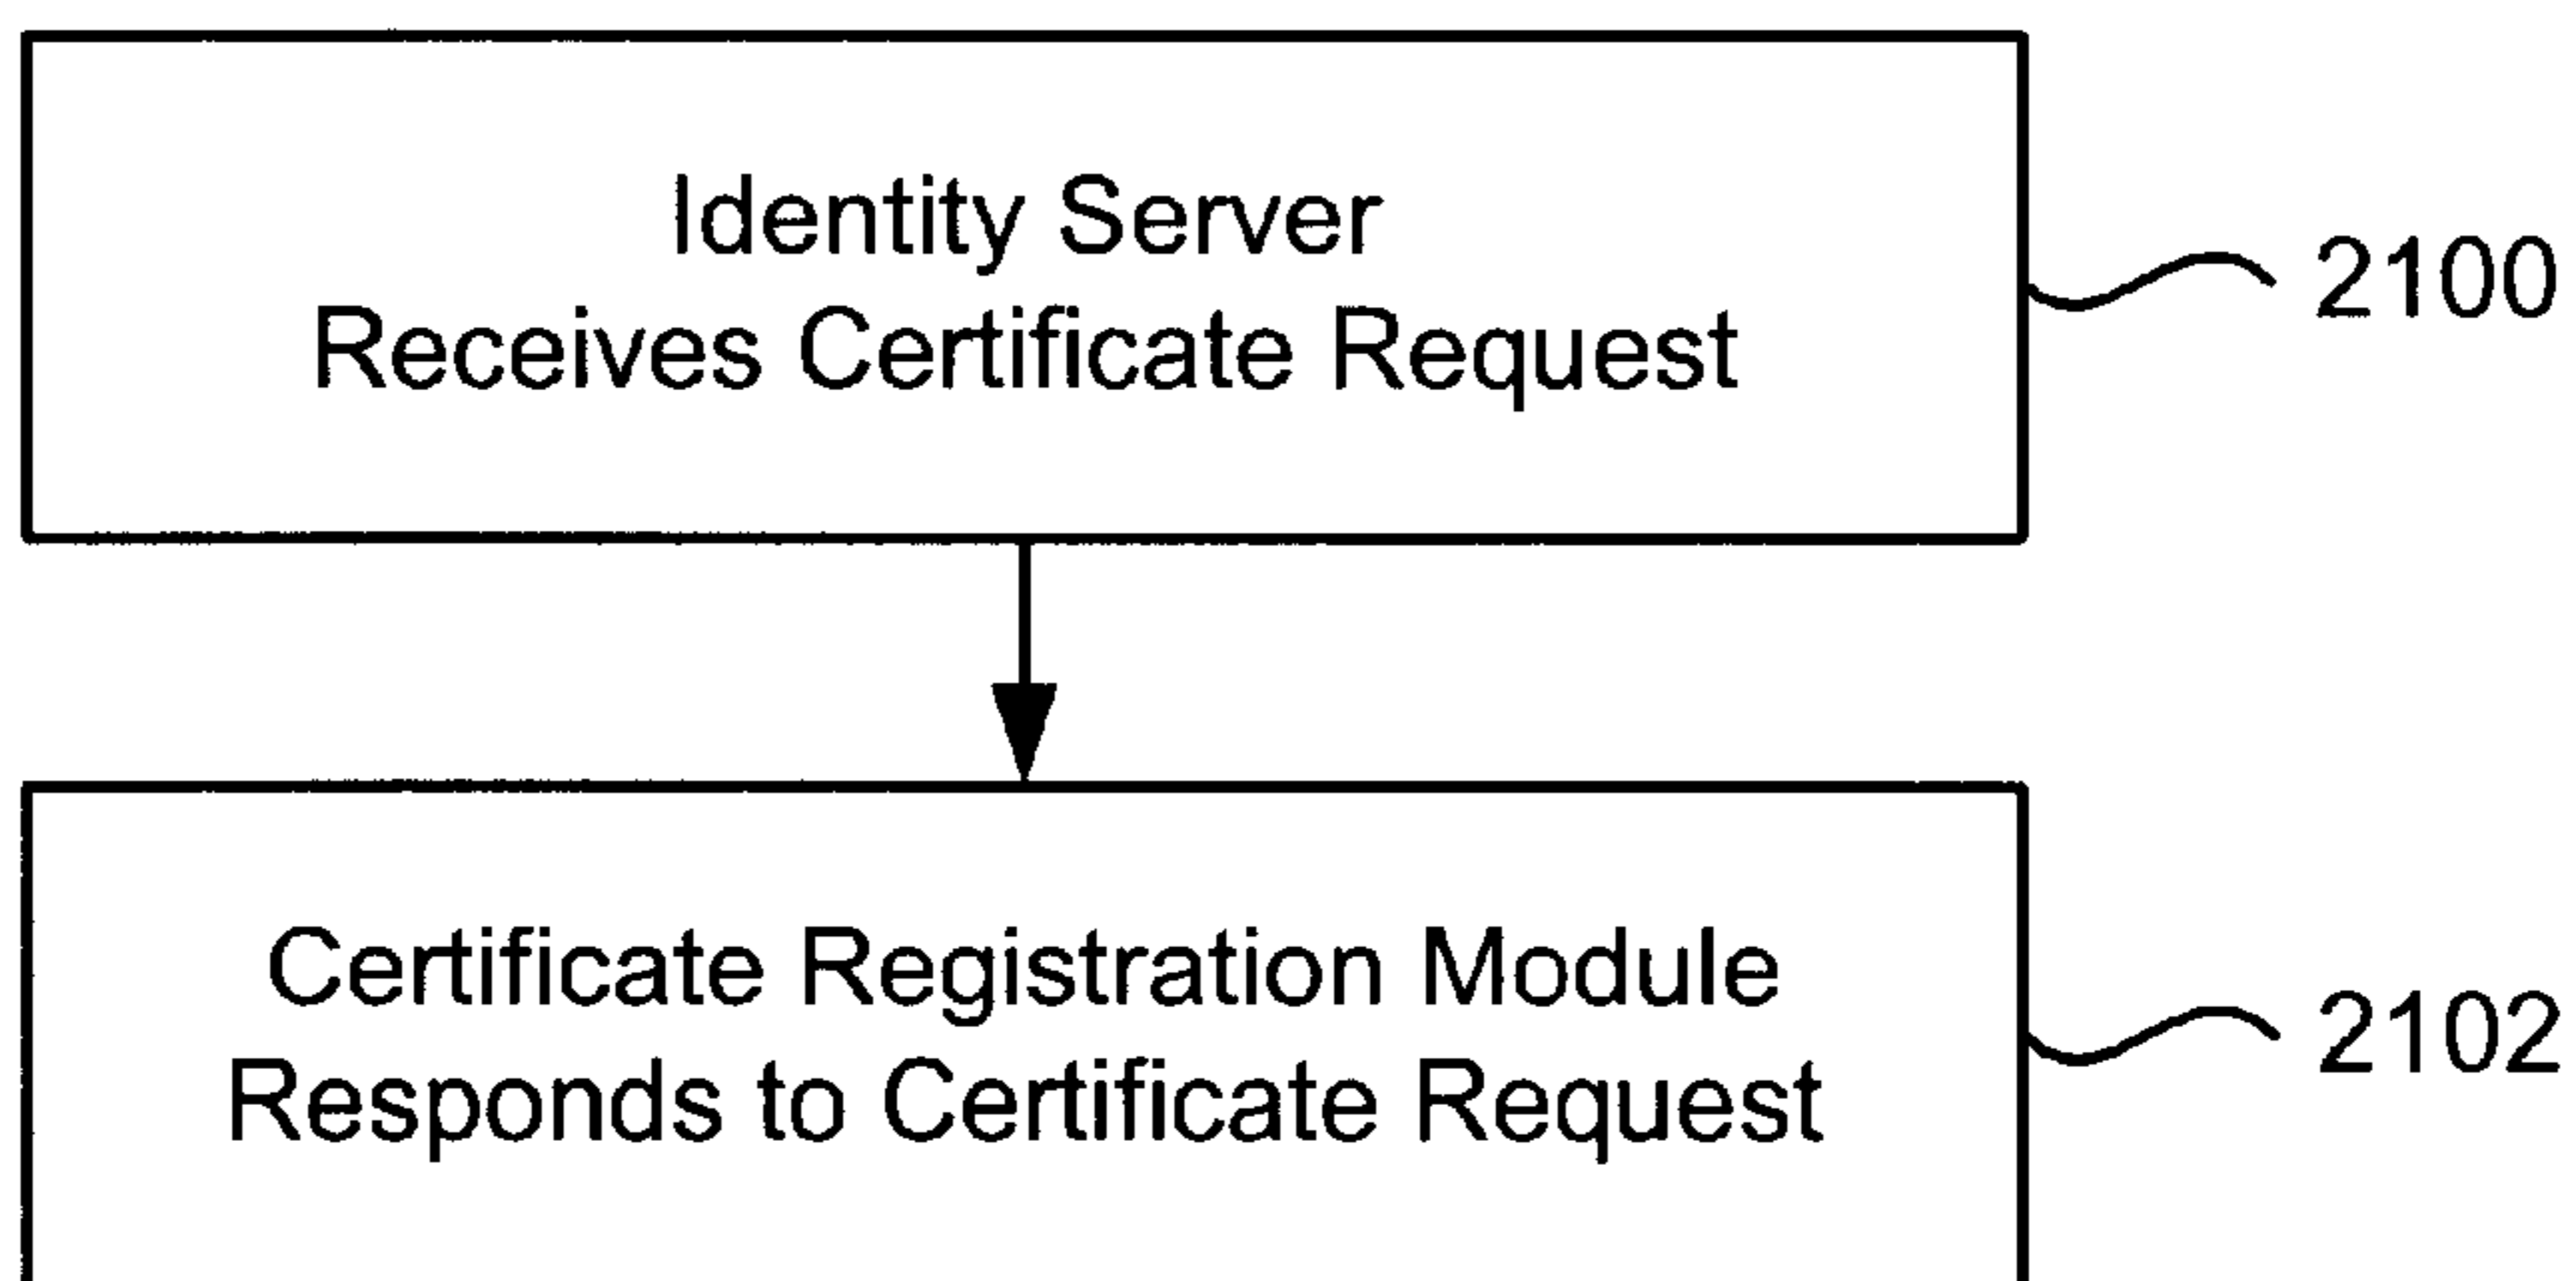 Identity Server
Receives Certificate Request
2100
Certificate Registration Module
Responds to Certificate Request
2102